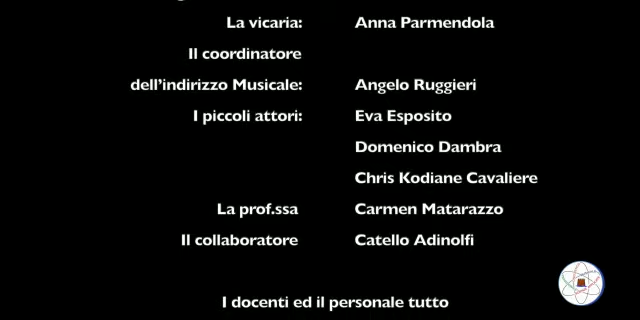 La vicaria: Anna Parmendola
Il coordinatore
dell'indirizzo Musicale: Angelo Ruggieri
I piccoli attori: Eva Esposito
Domenico Dambra
Chris Kodiane Cavaliere
La prof.ssa Carmen Matarazzo
Il collaboratore Catello Adinolfi
I docenti ed il personale tutto